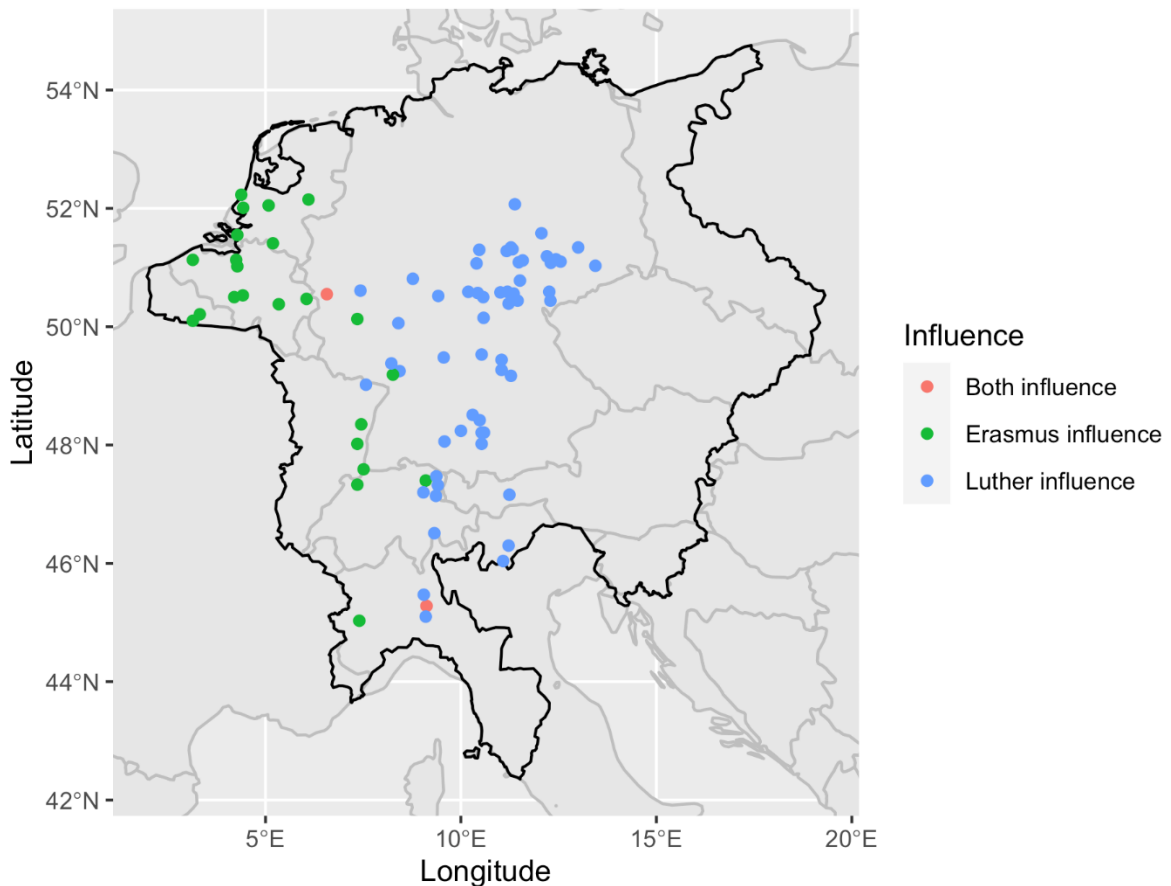 54°N
52°N
50°N
48°N
46°N
44°N
42°N
Latitude
5°E
10°E
15°E
20°E
Longitude
Influence
Both influence
Erasmus influence
Luther influence